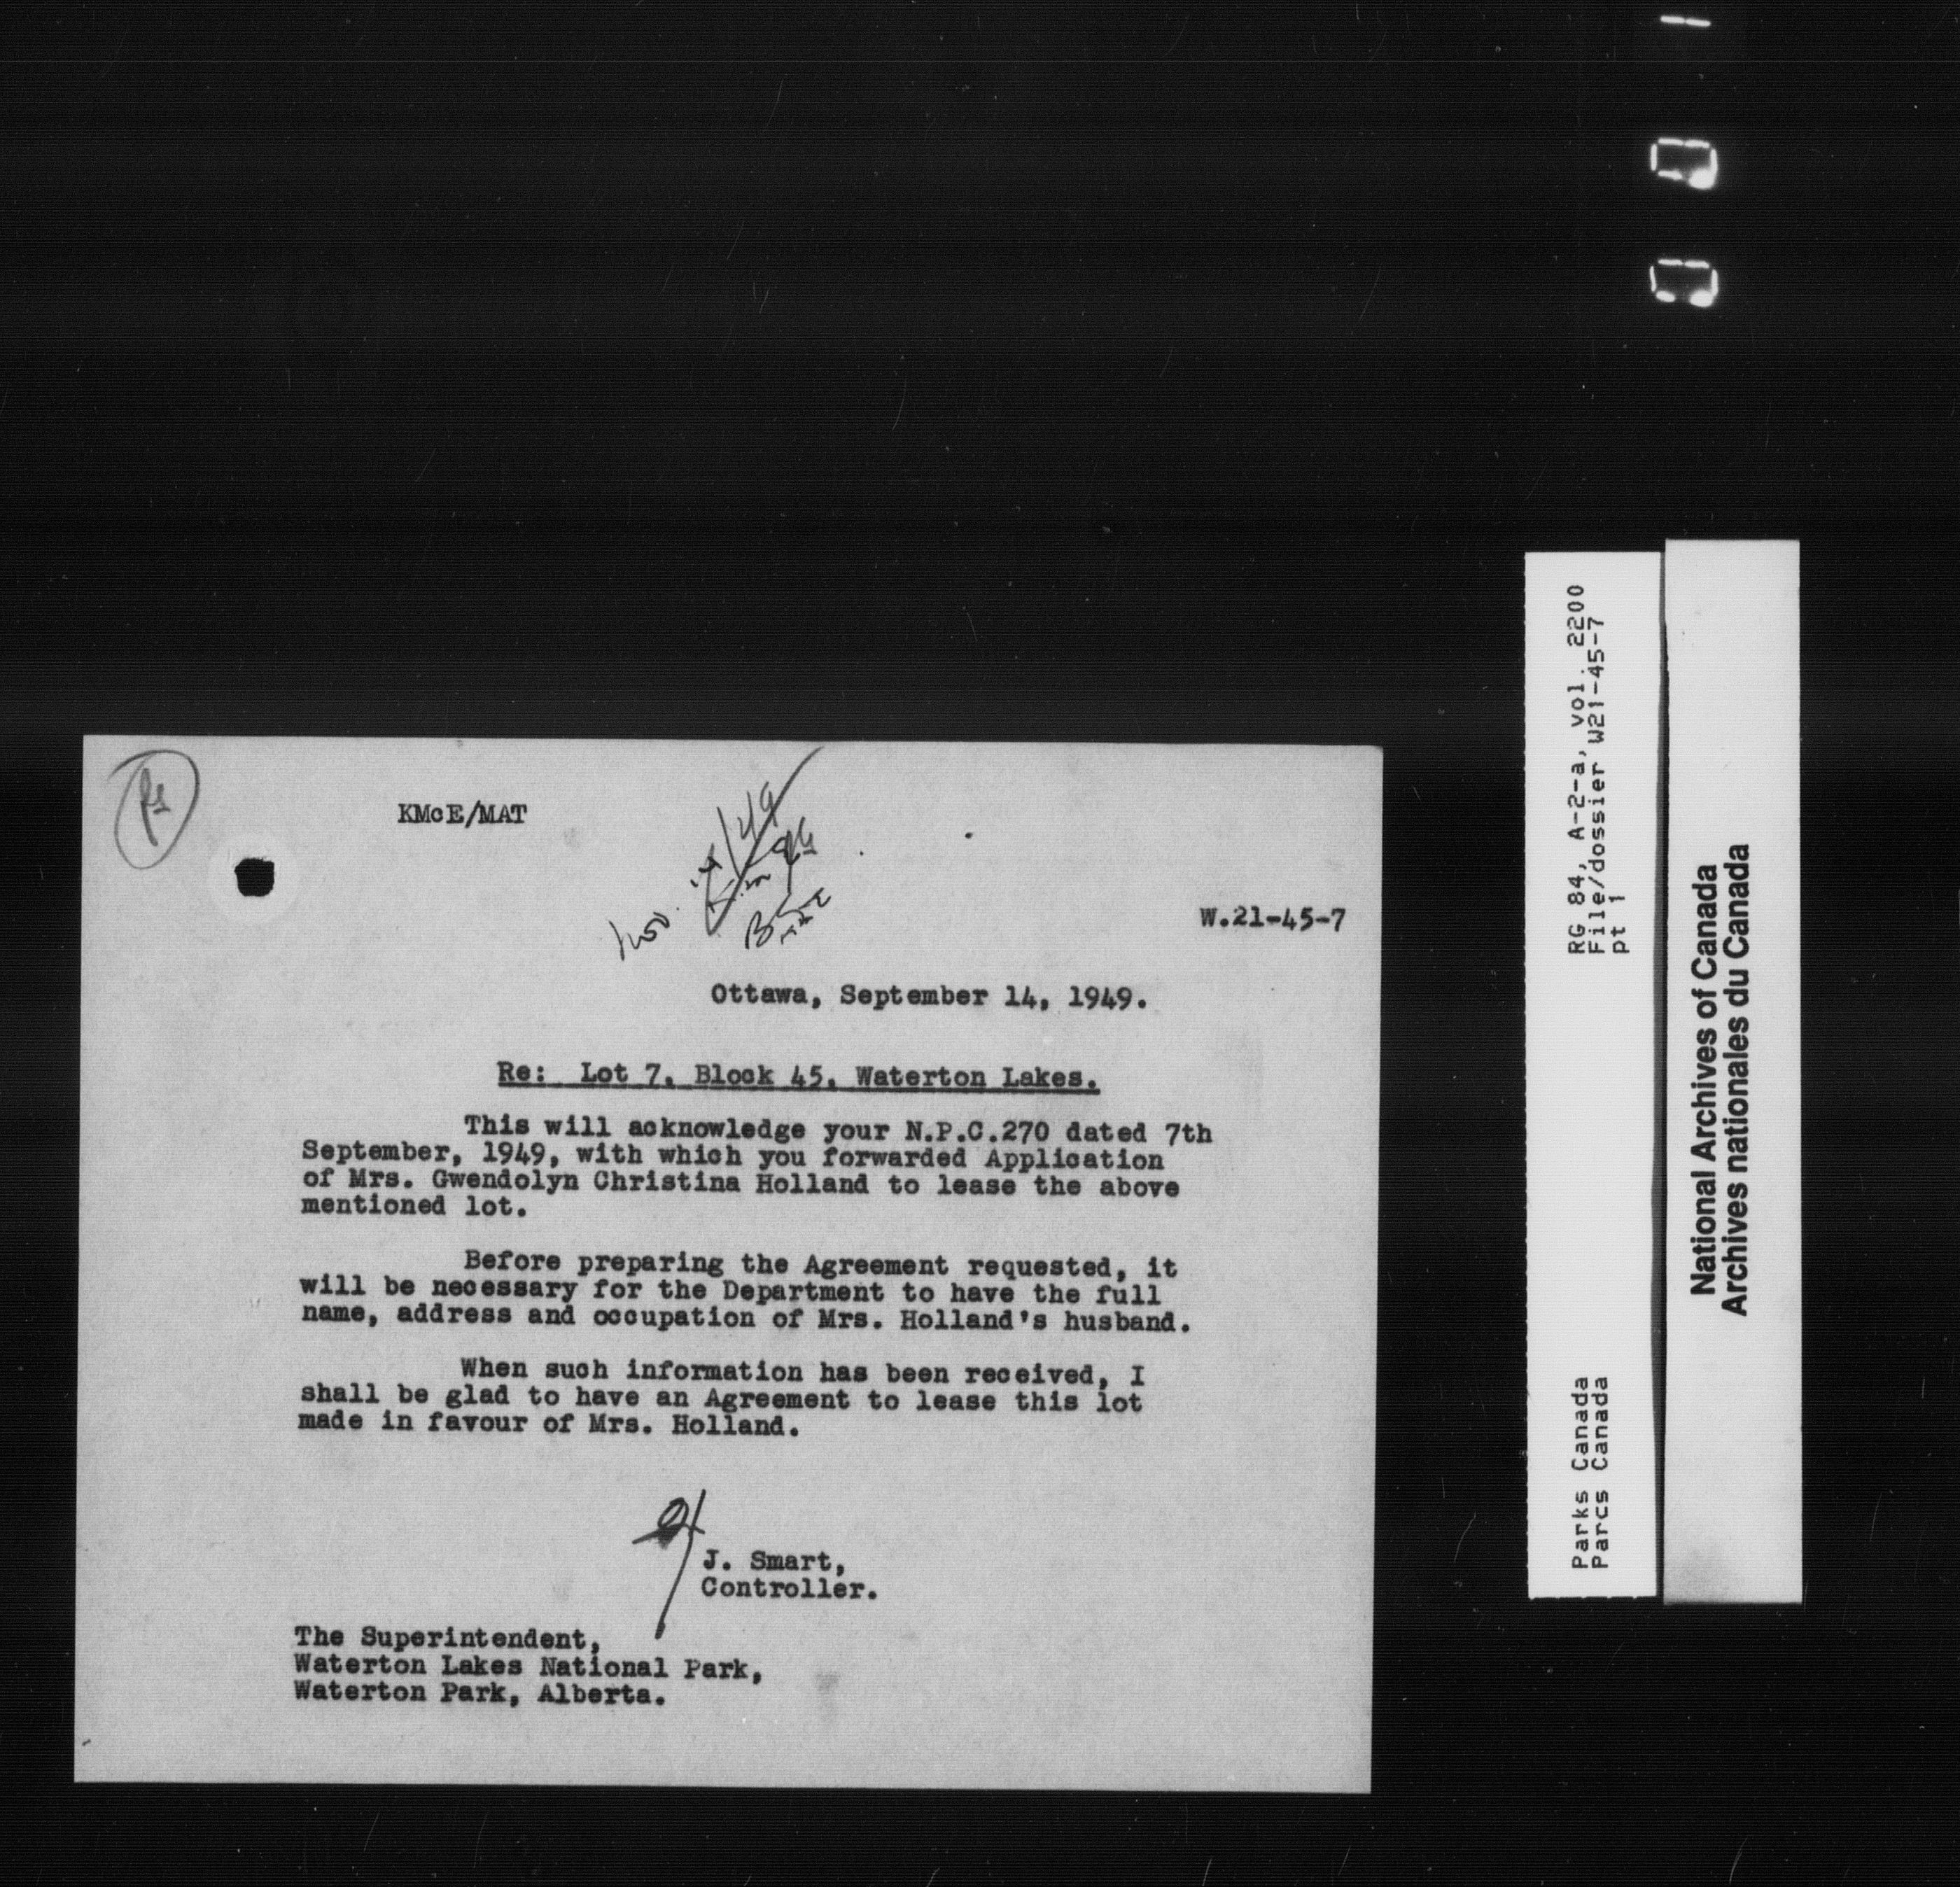 KMcE/MAT
W.21-45-7
Ottawa, September 14, 1949.
Re: Lot 7, Block 45, Waterton Lakes.
This will acknowledge your N.P.C.270 dated 7th
September, 1949, with which you forwarded Application
of Mrs. Gwendolyn Christina Holland to lease the above
mentioned lot.
Before preparing the Agreement requested, it
will be necessary for the Department to have the full
name, address and occupation of Mrs. Holland's husband.
When such information has been received, I
shall be glad to have an Agreement to lease this lot
made in favour of Mrs. Holland.
J. Smart,
Controller.
The Superintendent,
Waterton Lakes National Park,
Waterton Park, Alberta.
RG 84, A-2-a, vol. 2200
File/dossier W21-45-7
pt 1
Parks Canada
Parcs Canada
National Archives of Canada
Archives nationales du Canada